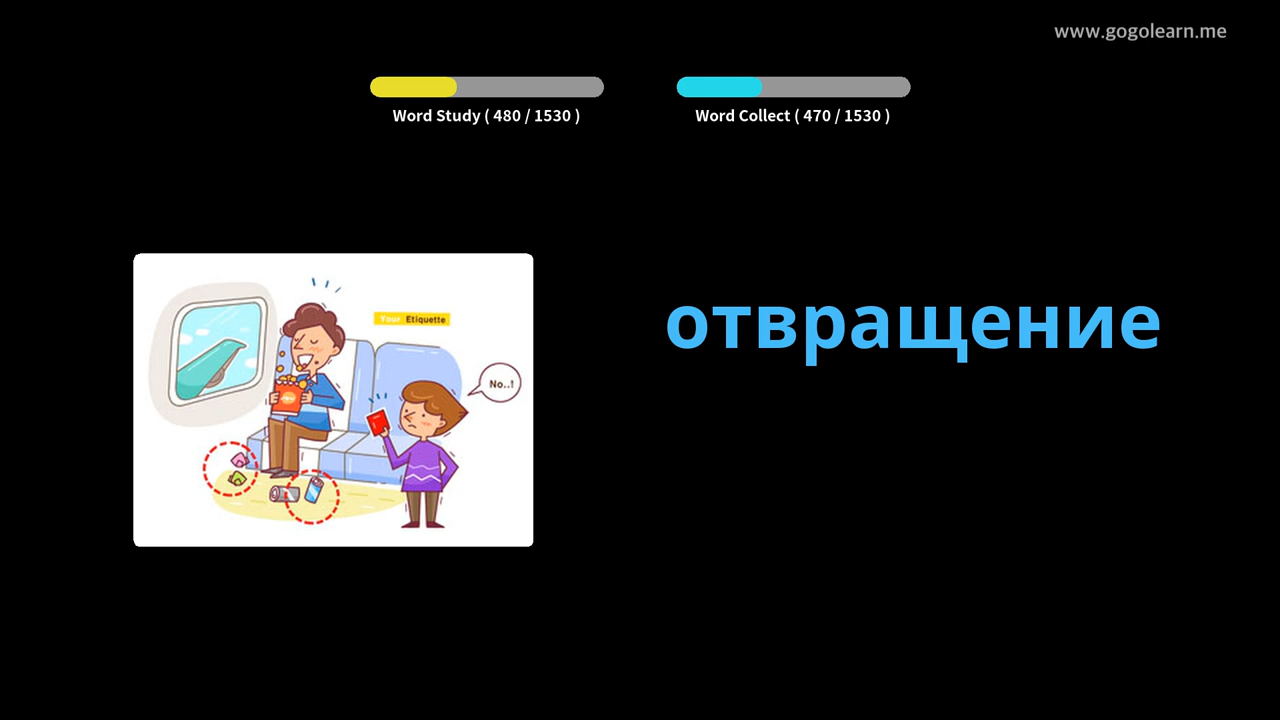 www.gogolearn.me
Word Study ( 480 / 1530 )
Word Collect ( 470 / 1530 )
Your Etiquette
No..!
отвращение